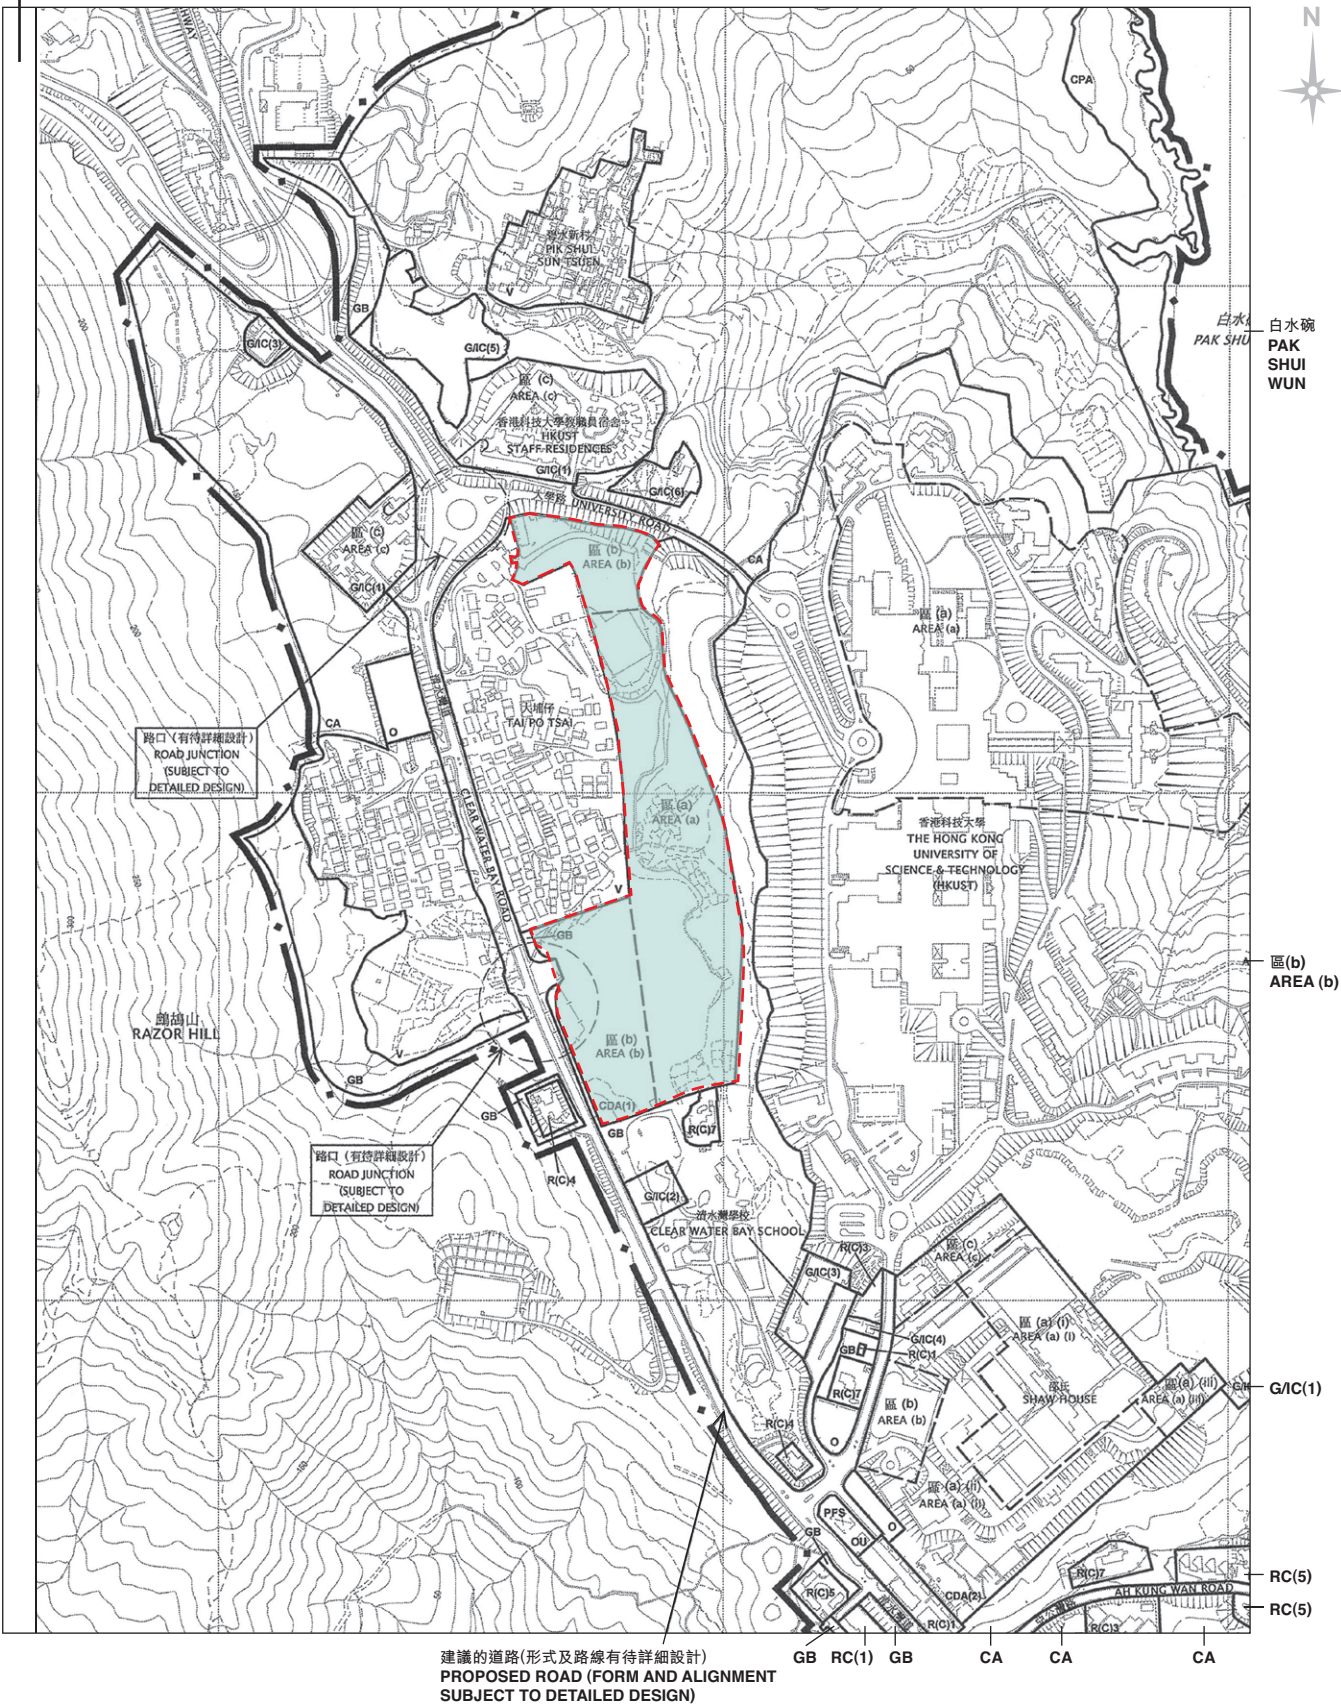 N
CPA
碧水新村
PIK SHUI
SUN TSUEN
V
GB
G/IC(3)
G/IC(5)
白水碗
PAK
SHUI
WUN
PAK SHU
區 (c)
AREA (c)
香港科技大學教職員宿舍
HKUST
STAFF RESIDENCES
G/IC(1)
G/IC(6)
大學路 UNIVERSITY ROAD
區 (c)
AREA (c)
G/IC(1)
區 (b)
AREA (b)
CA
區 (a)
AREA (a)
大埔仔
TAI PO TSAI
CA
O
路口 (有待詳細設計)
ROAD JUNCTION
(SUBJECT TO
DETAILED DESIGN)
CLEAR WATER BAY ROAD
區 (a)
AREA (a)
香港科技大學
THE HONG KONG
UNIVERSITY OF
SCIENCE & TECHNOLOGY
(HKUST)
V
GB
區(b)
AREA (b)
鷓鴣山
RAZOR HILL
區 (b)
AREA (b)
V
GB
GB
CDA(1)
GB
R(C)7
路口 (有待詳細設計)
ROAD JUNCTION
(SUBJECT TO
DETAILED DESIGN)
R(C)4
G/IC(2)
清水灣學校
CLEAR WATER BAY SCHOOL
R(C)3
區 (c)
AREA (c)
G/IC(3)
G/IC(4)
R(C)1
GB
區 (a) (i)
AREA (a) (i)
R(C)7
邵氏
SHAW HOUSE
區(a) (iii)
AREA (a) (iii)
G/IC(1)
區 (b)
AREA (b)
R(C)4
O
區 (a) (ii)
AREA (a) (ii)
PFS
O
GB
OU
R(C)5
CDA(2)
R(C)7
RC(5)
AH KUNG WAN ROAD
R(C)1
R(C)3
RC(5)
建議的道路(形式及路線有待詳細設計)
PROPOSED ROAD (FORM AND ALIGNMENT
SUBJECT TO DETAILED DESIGN)
GB
RC(1)
GB
CA
CA
CA